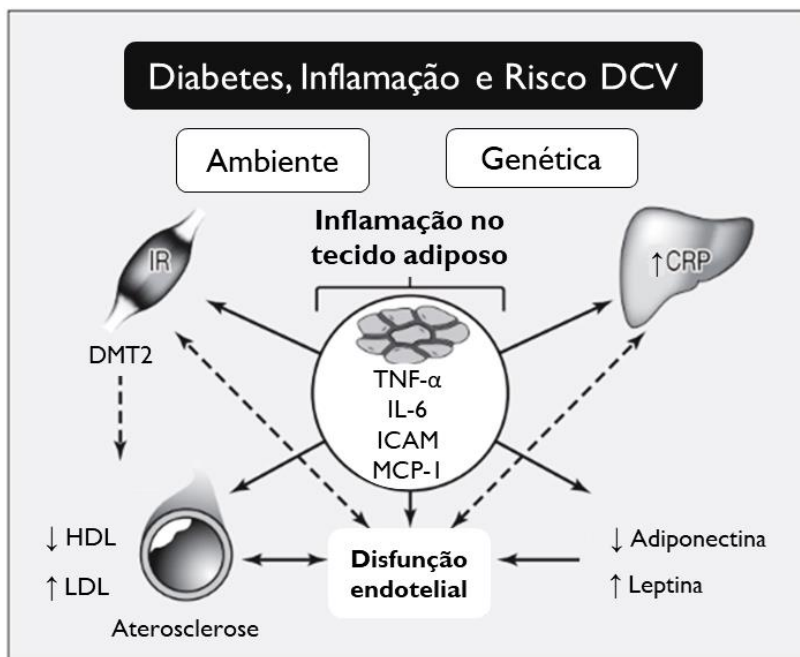 Diabetes, Inflamação e Risco DCV
Ambiente
Genética
Inflamação no
tecido adiposo
IR
↑CRP
DMT2
TNF-α
IL-6
ICAM
MCP-1
↓ HDL
↑ LDL
Aterosclerose
Disfunção
endotelial
↓ Adiponectina
↑ Leptina